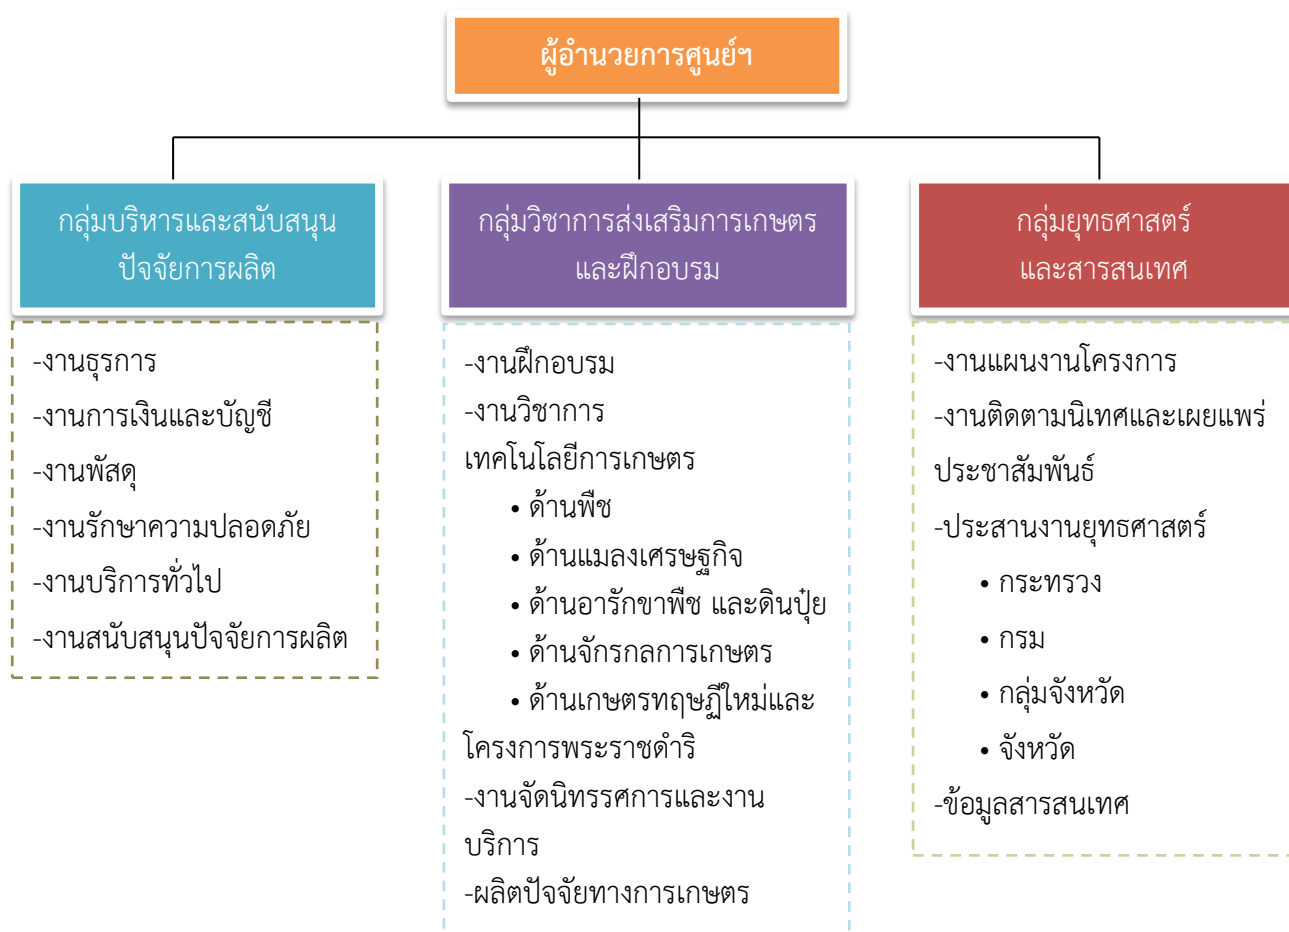 ผู้อำนวยการศูนย์ฯ
กลุ่มบริหารและสนับสนุน
ปัจจัยการผลิต
-งานธุรการ
-งานการเงินและบัญชี
-งานพัสดุ
-งานรักษาความปลอดภัย
-งานบริการทั่วไป
-งานสนับสนุนปัจจัยการผลิต
กลุ่มวิชาการส่งเสริมการเกษตร
และฝึกอบรม
-งานฝึกอบรม
-งานวิชาการ
เทคโนโลยีการเกษตร
• ด้านพืช
• ด้านแมลงเศรษฐกิจ
• ด้านอารักขาพืช และดินปุ๋ย
• ด้านจักรกลการเกษตร
• ด้านเกษตรทฤษฎีใหม่และ
โครงการพระราชดำริ
-งานจัดนิทรรศการและงาน
บริการ
-ผลิตปัจจัยทางการเกษตร
กลุ่มยุทธศาสตร์
และสารสนเทศ
-งานแผนงานโครงการ
-งานติดตามนิเทศและเผยแพร่
ประชาสัมพันธ์
-ประสานงานยุทธศาสตร์
• กระทรวง
• กรม
• กลุ่มจังหวัด
• จังหวัด
-ข้อมูลสารสนเทศ